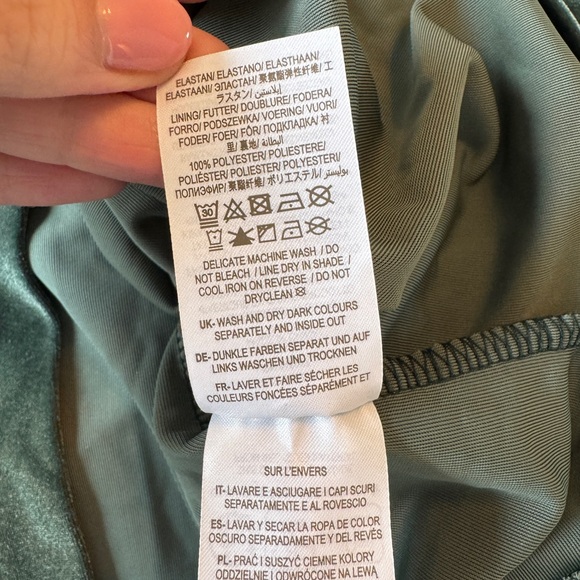 ELASTAN/ ELASTANO/ ELASTHAAN/
ELASTAANI/ ЭЛАСТАН/ 聚氨酯弹性纤维/ エ
ラスタン/ إيلاستين
LINING/ FUTTER/ DOUBLURE/ FODERA/
FORRO/ PODSZEWKA/ VOERING/ VUORI/
FODER/ FOER/ FÔR/ ПОДКЛАДКА/ 衬
里/ 裏地/ البطانة
100% POLYESTER/ POLIESTERE/
POLIÉSTER/ POLIESTER/ POLYESTERI/
ПОЛИЭФИР/ 聚酯纤维/ ポリエステル/ بوليستر
30
DELICATE MACHINE WASH / DO
NOT BLEACH / LINE DRY IN SHADE /
COOL IRON ON REVERSE / DO NOT
DRYCLEAN
UK- WASH AND DRY DARK COLOURS
SEPARATELY AND INSIDE OUT
DE- DUNKLE FARBEN SEPARAT UND AUF
LINKS WASCHEN UND TROCKNEN
FR- LAVER ET FAIRE SÉCHER LES
COULEURS FONCÉES SÉPARÉMENT ET
SUR L'ENVERS
IT- LAVARE E ASCIUGARE I CAPI SCURI
SEPARATAMENTE E AL ROVESCIO
ES- LAVAR Y SECAR LA ROPA DE COLOR
OSCURO SEPARADAMENTE Y DEL REVÉS
PL- PRAĆ I SUSZYĆ CIEMNE KOLORY
ODDZIELNIE I ODWRÓCONE NA LEWĄ